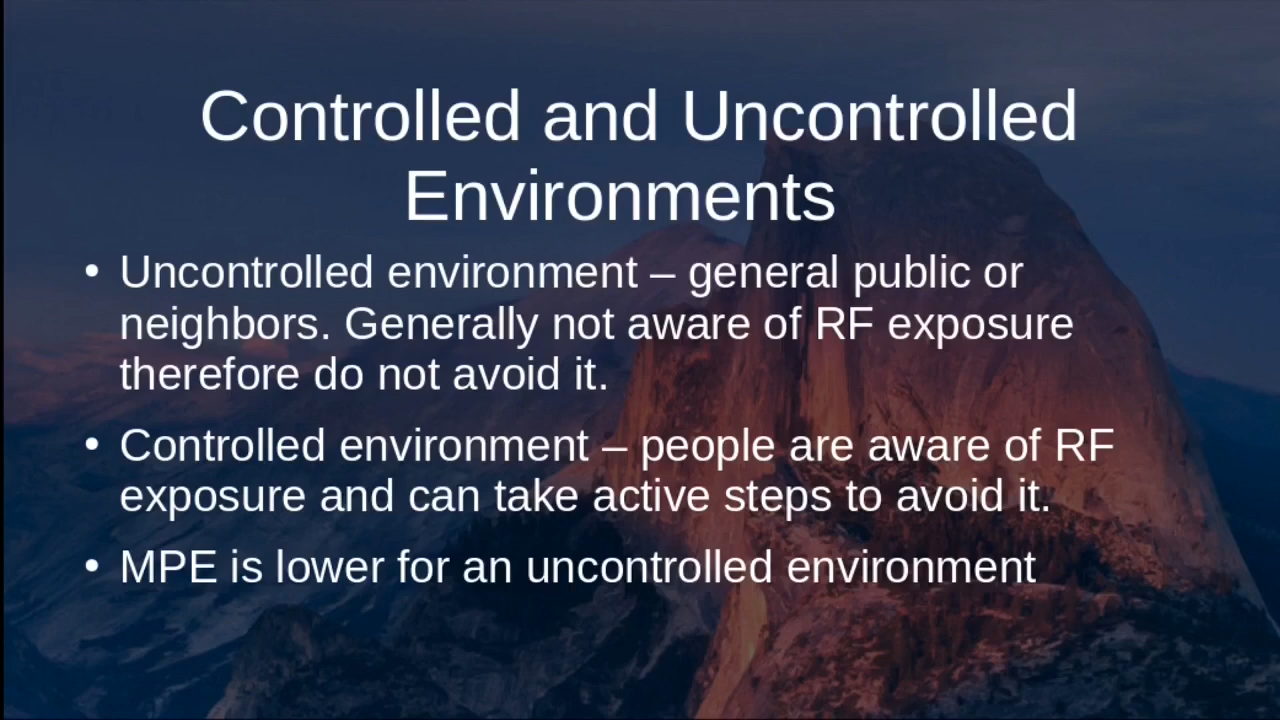 Controlled and Uncontrolled
Environments
• Uncontrolled environment – general public or
neighbors. Generally not aware of RF exposure
therefore do not avoid it.
• Controlled environment – people are aware of RF
exposure and can take active steps to avoid it.
• MPE is lower for an uncontrolled environment